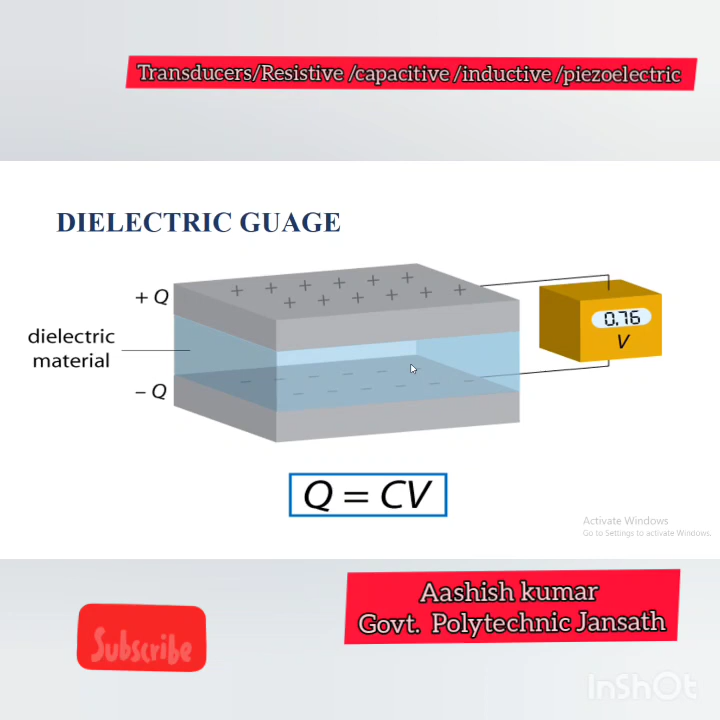 Transducers/Resistive /capacitive /inductive /piezoelectric
DIELECTRIC GUAGE
+ Q
dielectric
material
− Q
0.76
V
Q = CV
Activate Windows
Go to Settings to activate Windows.
Aashish kumar
Govt. Polytechnic Jansath
Subscribe
InShOt